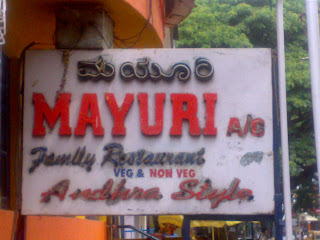 ಮಯೂರಿ
MAYURI A/C
Family Restaurant
VEG & NON VEG
Andhra Style